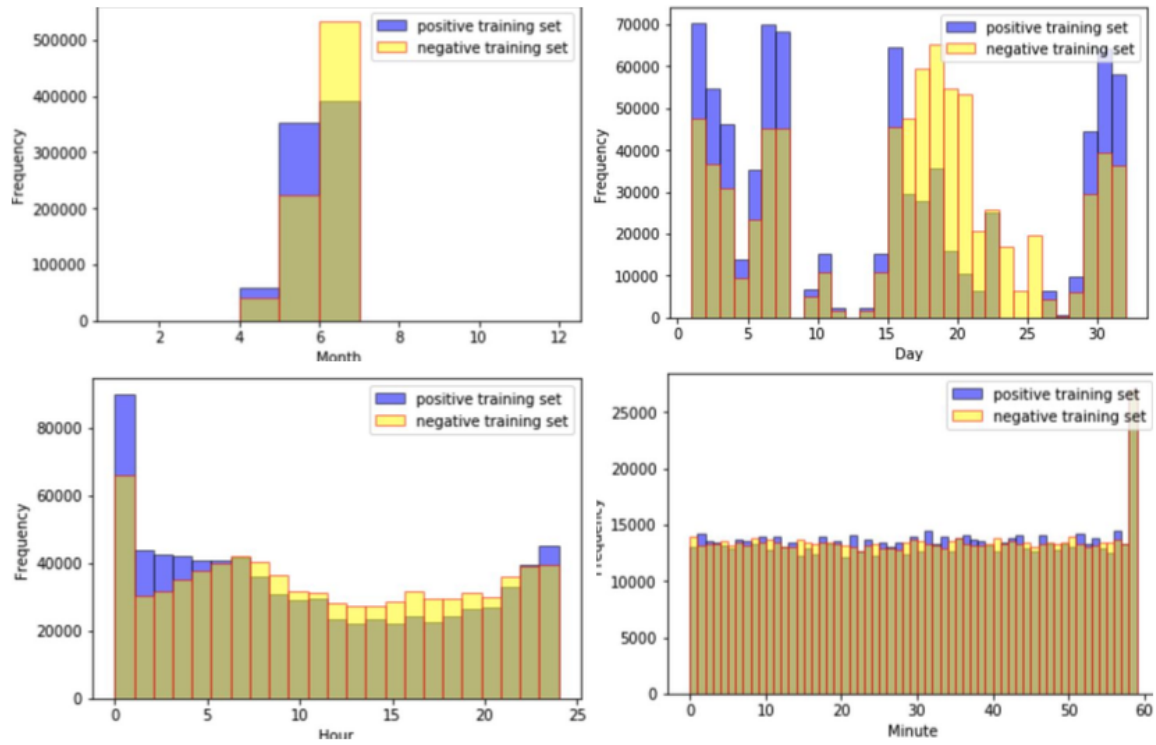 positive training set
negative training set
500000
400000
300000
200000
100000
0
Frequency
2 4 6 8 10 12
Month
positive training set
negative training set
70000
60000
50000
40000
30000
20000
10000
0
Frequency
0 5 10 15 20 25 30
Day
positive training set
negative training set
80000
60000
40000
20000
0
Frequency
0 5 10 15 20 25
Hour
positive training set
negative training set
25000
20000
15000
10000
5000
0
Frequency
0 10 20 30 40 50 60
Minute